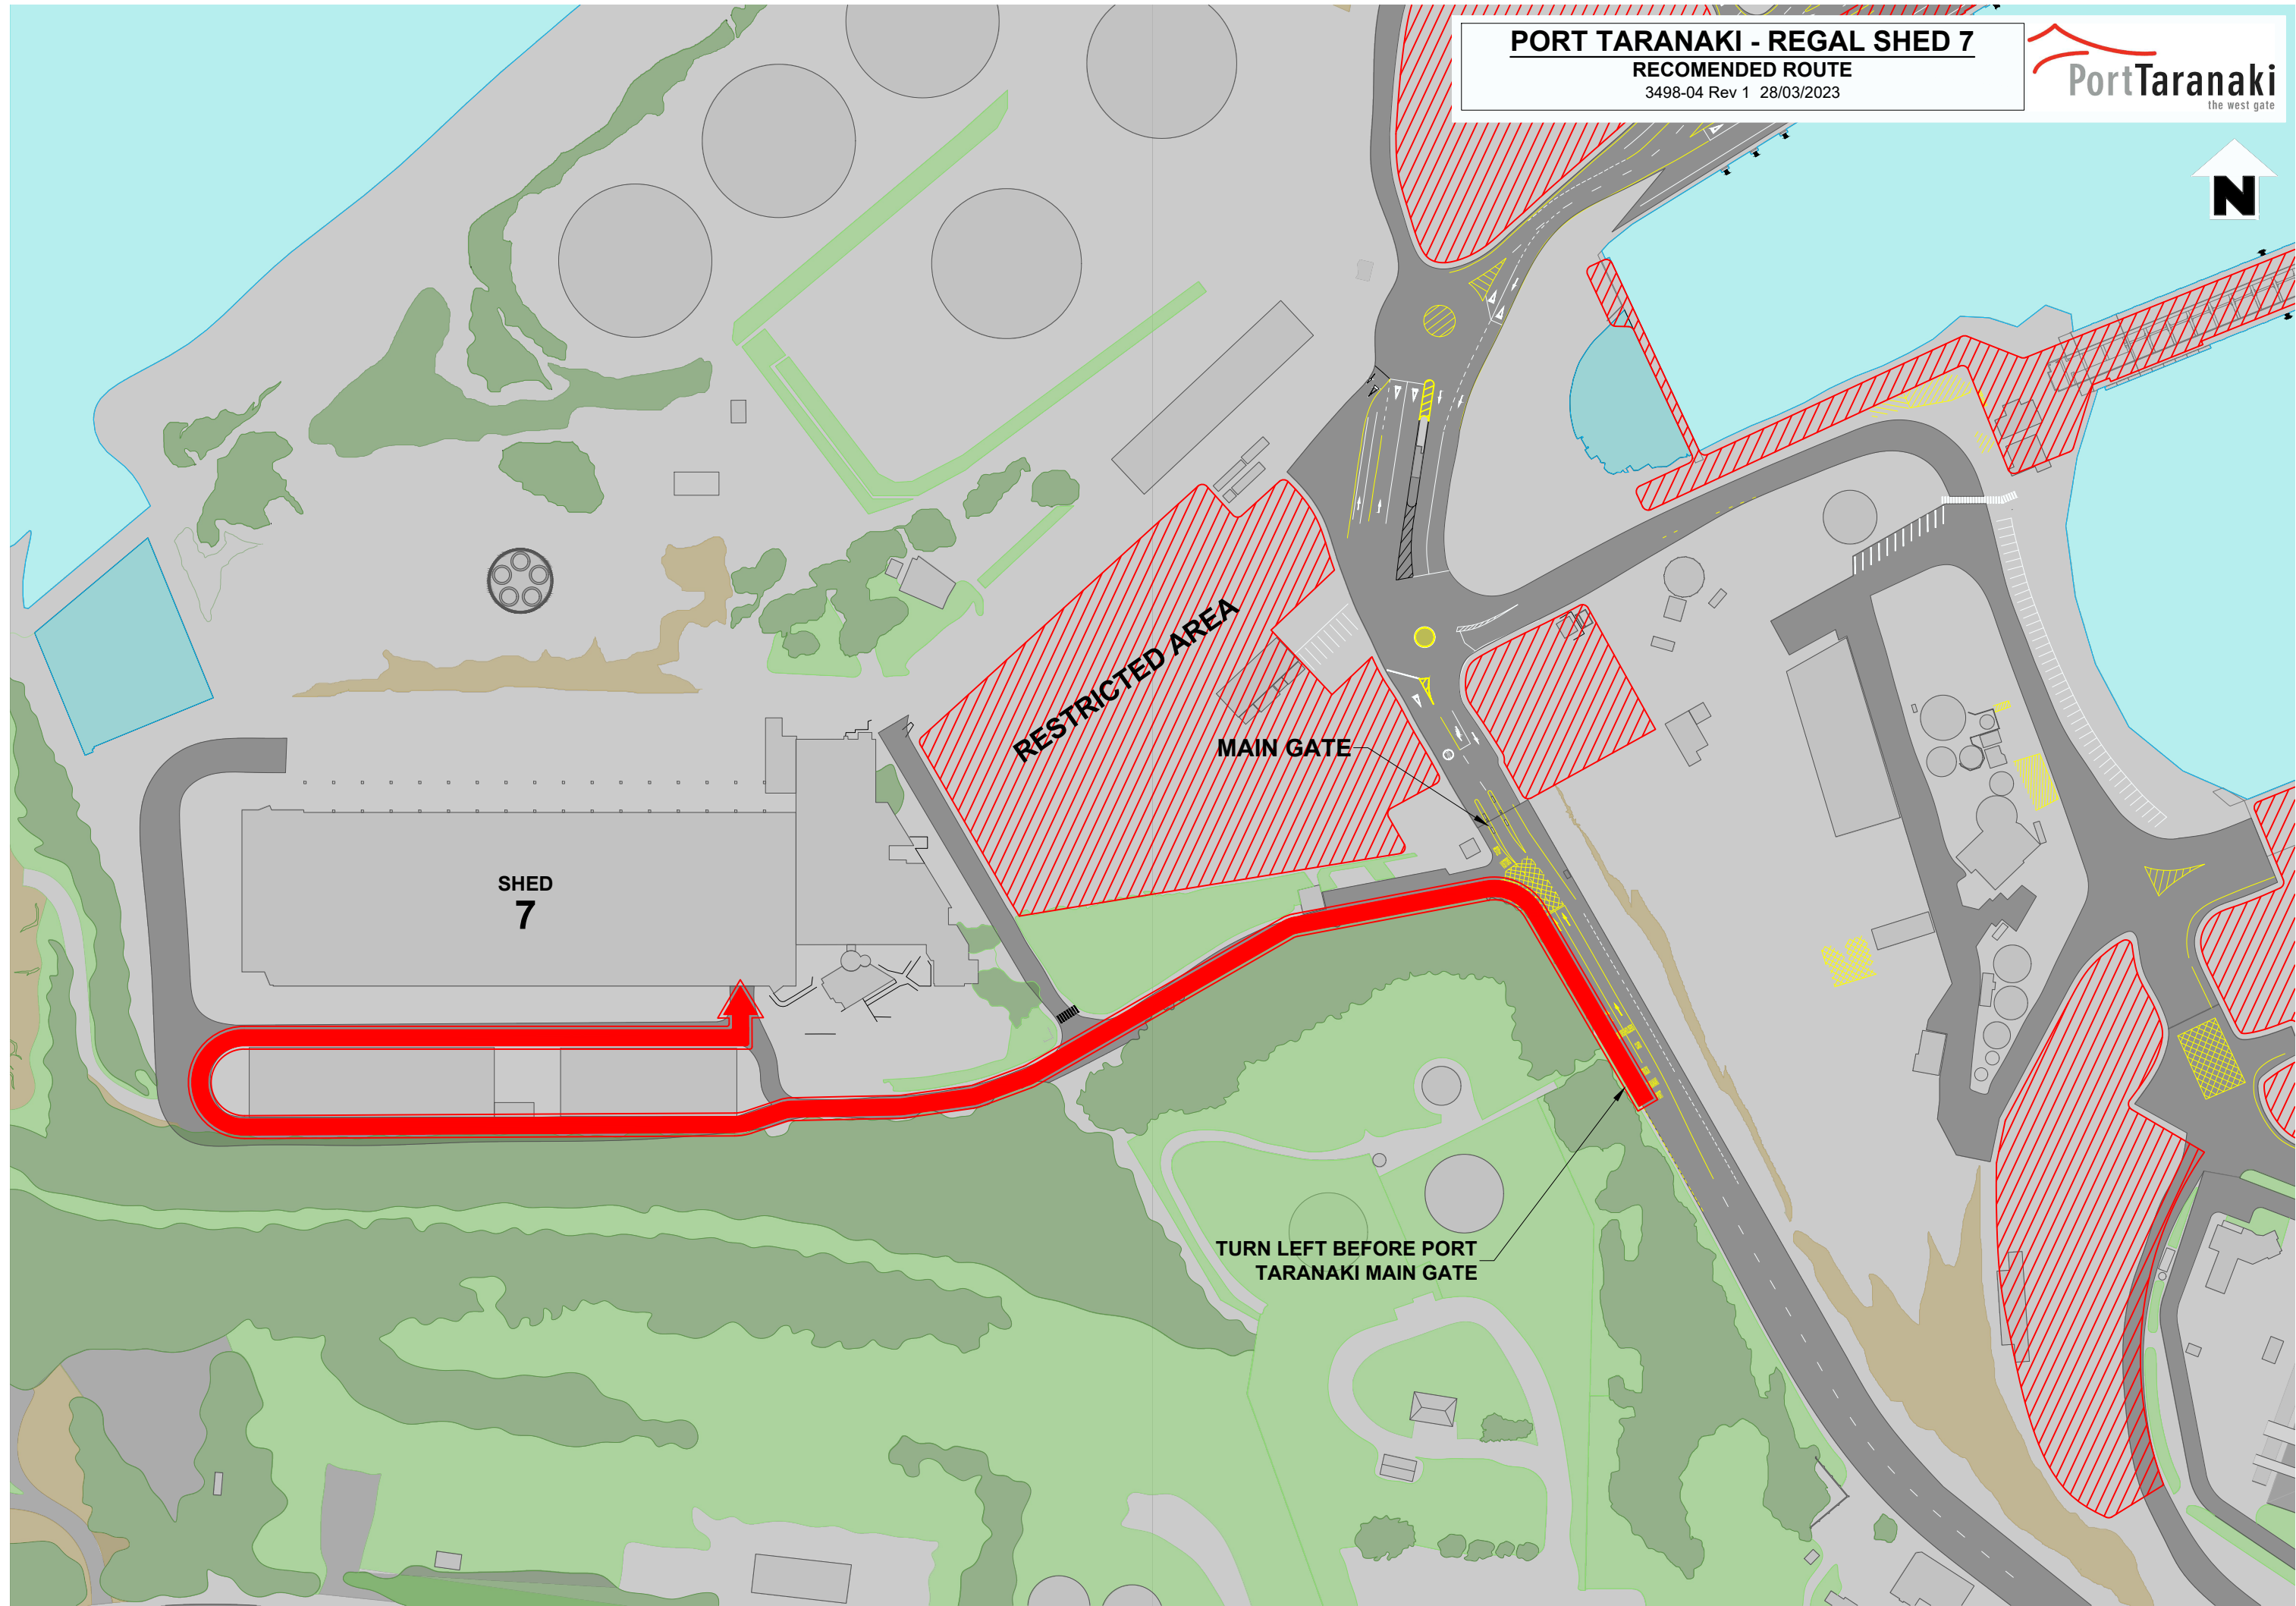 PORT TARANAKI - REGAL SHED 7
RECOMENDED ROUTE
3498-04 Rev 1 28/03/2023
PortTaranaki
the west gate
N
RESTRICTED AREA
MAIN GATE
SHED
7
TURN LEFT BEFORE PORT
TARANAKI MAIN GATE